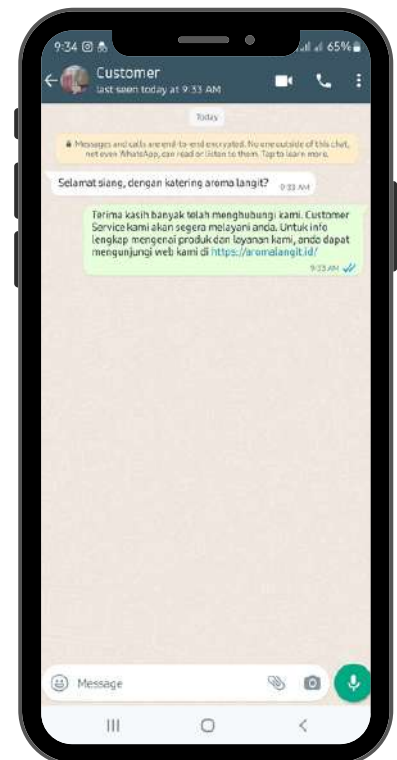 9:34
65%
Customer
last seen today at 9:33 AM
Today
Messages and calls are end-to-end encrypted. No one outside of this chat,
not even WhatsApp, can read or listen to them. Tap to learn more.
Selamat siang, dengan katering aroma langit? 9:33 AM
Terima kasih banyak telah menghubungi kami. Customer
Service kami akan segera melayani anda. Untuk info
lengkap mengenai produk dan layanan kami, anda dapat
mengunjungi web kami di https://aromalangit.id/
9:33 AM
Message